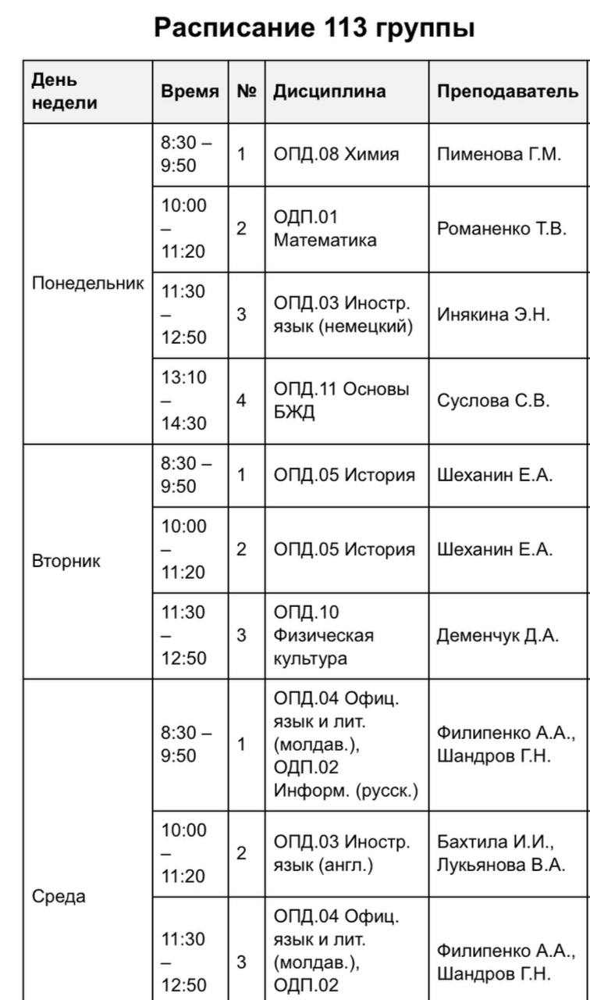 Расписание 113 группы
День
недели
Время
№
Дисциплина
Преподаватель
Понедельник
8:30 –
9:50
1
ОПД.08 Химия
Пименова Г.М.
10:00
–
11:20
2
ОДП.01
Математика
Романенко Т.В.
11:30
–
12:50
3
ОПД.03 Иностр.
язык (немецкий)
Инякина Э.Н.
13:10
–
14:30
4
ОПД.11 Основы
БЖД
Суслова С.В.
Вторник
8:30 –
9:50
1
ОПД.05 История
Шеханин Е.А.
10:00
–
11:20
2
ОПД.05 История
Шеханин Е.А.
11:30
–
12:50
3
ОПД.10
Физическая
культура
Деменчук Д.А.
Среда
8:30 –
9:50
1
ОПД.04 Офиц.
язык и лит.
(молдав.),
ОДП.02
Информ. (русск.)
Филипенко А.А.,
Шандров Г.Н.
10:00
–
11:20
2
ОПД.03 Иностр.
язык (англ.)
Бахтила И.И.,
Лукьянова В.А.
11:30
–
12:50
3
ОПД.04 Офиц.
язык и лит.
(молдав.),
ОДП.02
Филипенко А.А.,
Шандров Г.Н.